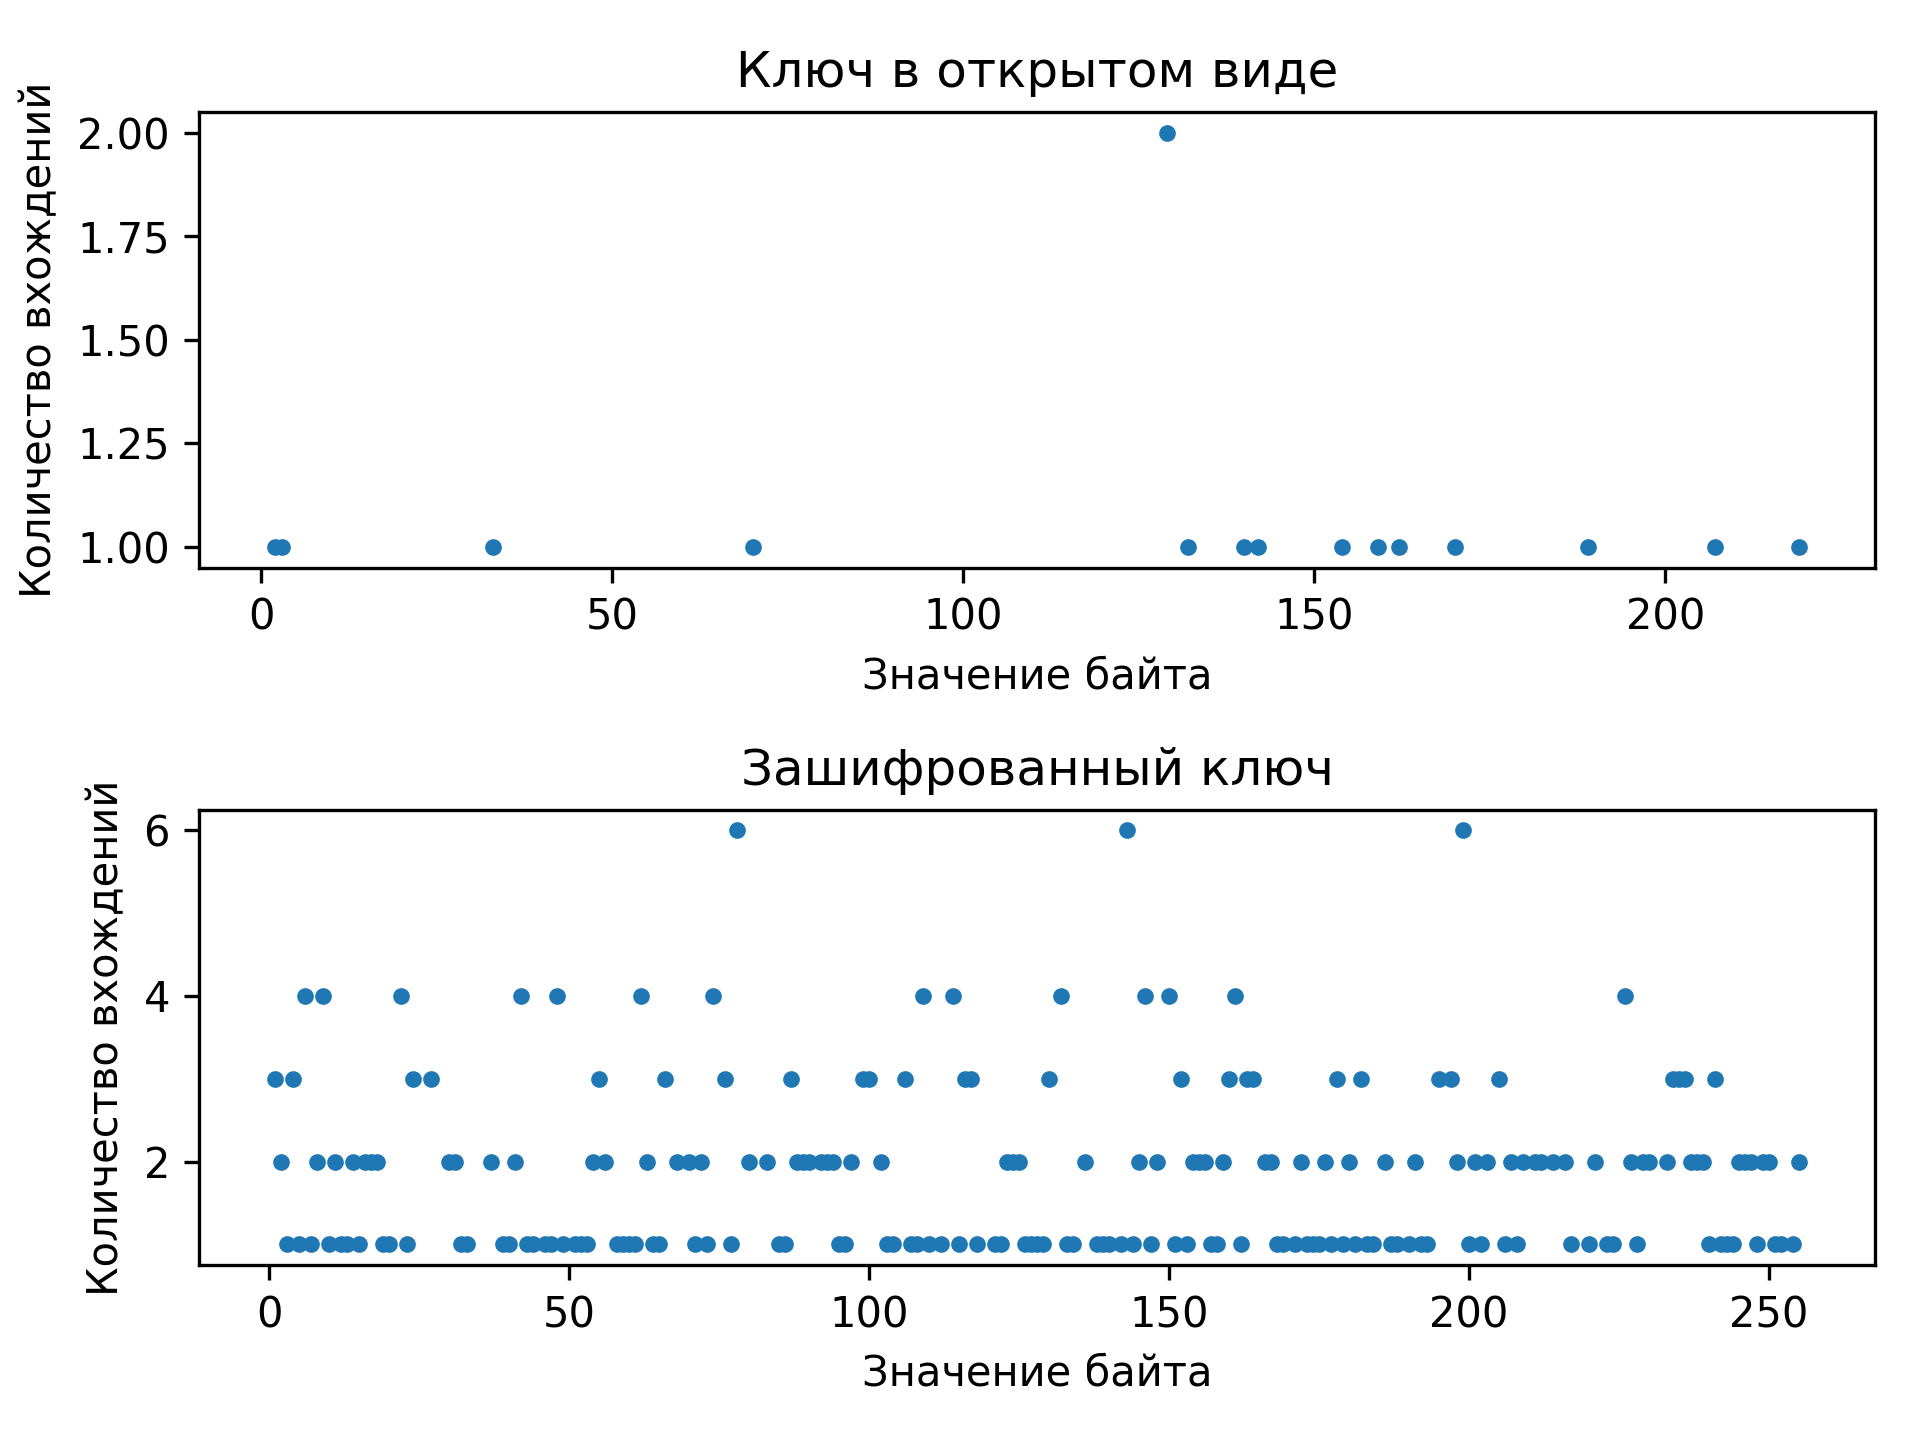 Ключ в открытом виде
Количество вхождений
2.00
1.75
1.50
1.25
1.00
0 50 100 150 200
Значение байта
Зашифрованный ключ
Количество вхождений
6
4
2
0 50 100 150 200 250
Значение байта